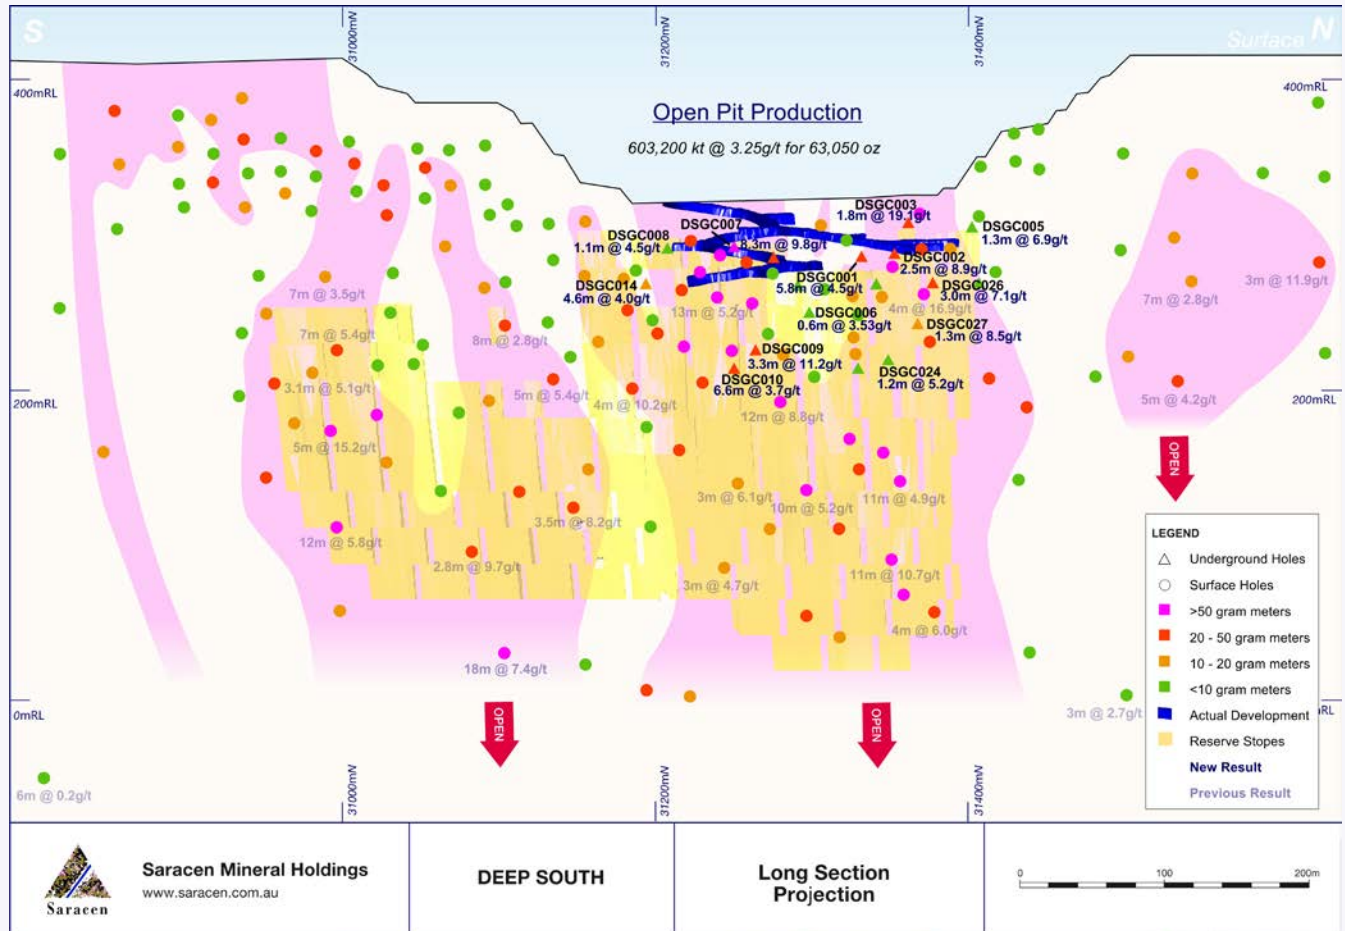 S
Surface N
31000mN
31200mN
31400mN
400mRL
400mRL
Open Pit Production
603,200 kt @ 3.25g/t for 63,050 oz
DSGC003
1.8m @ 19.1g/t
DSGC007
8.3m @ 9.8g/t
DSGC008
1.1m @ 4.5g/t
DSGC005
1.3m @ 6.9g/t
DSGC002
2.5m @ 8.9g/t
DSGC001
5.8m @ 4.5g/t
DSGC014
4.6m @ 4.0g/t
DSGC026
3.0m @ 7.1g/t
3m @ 11.9g/t
7m @ 2.8g/t
7m @ 3.5g/t
13m @ 5.2g/t
4m @ 16.9g/t
DSGC006
0.6m @ 3.53g/t
DSGC027
1.3m @ 8.5g/t
7m @ 5.4g/t
8m @ 2.8g/t
DSGC009
3.3m @ 11.2g/t
DSGC024
1.2m @ 5.2g/t
DSGC010
6.6m @ 3.7g/t
3.1m @ 5.1g/t
5m @ 5.4g/t
4m @ 10.2g/t
12m @ 8.8g/t
5m @ 4.2g/t
200mRL
200mRL
5m @ 15.2g/t
OPEN
3m @ 6.1g/t
10m @ 5.2g/t
11m @ 4.9g/t
3.5m @ 8.2g/t
12m @ 5.8g/t
2.8m @ 9.7g/t
3m @ 4.7g/t
11m @ 10.7g/t
4m @ 6.0g/t
18m @ 7.4g/t
0mRL
3m @ 2.7g/t
RL
OPEN
OPEN
6m @ 0.2g/t
31000mN
31200mN
31400mN
LEGEND
Underground Holes
Surface Holes
>50 gram meters
20 - 50 gram meters
10 - 20 gram meters
<10 gram meters
Actual Development
Reserve Stopes
New Result
Previous Result
Saracen
Saracen Mineral Holdings
www.saracen.com.au
DEEP SOUTH
Long Section
Projection
0 100 200m